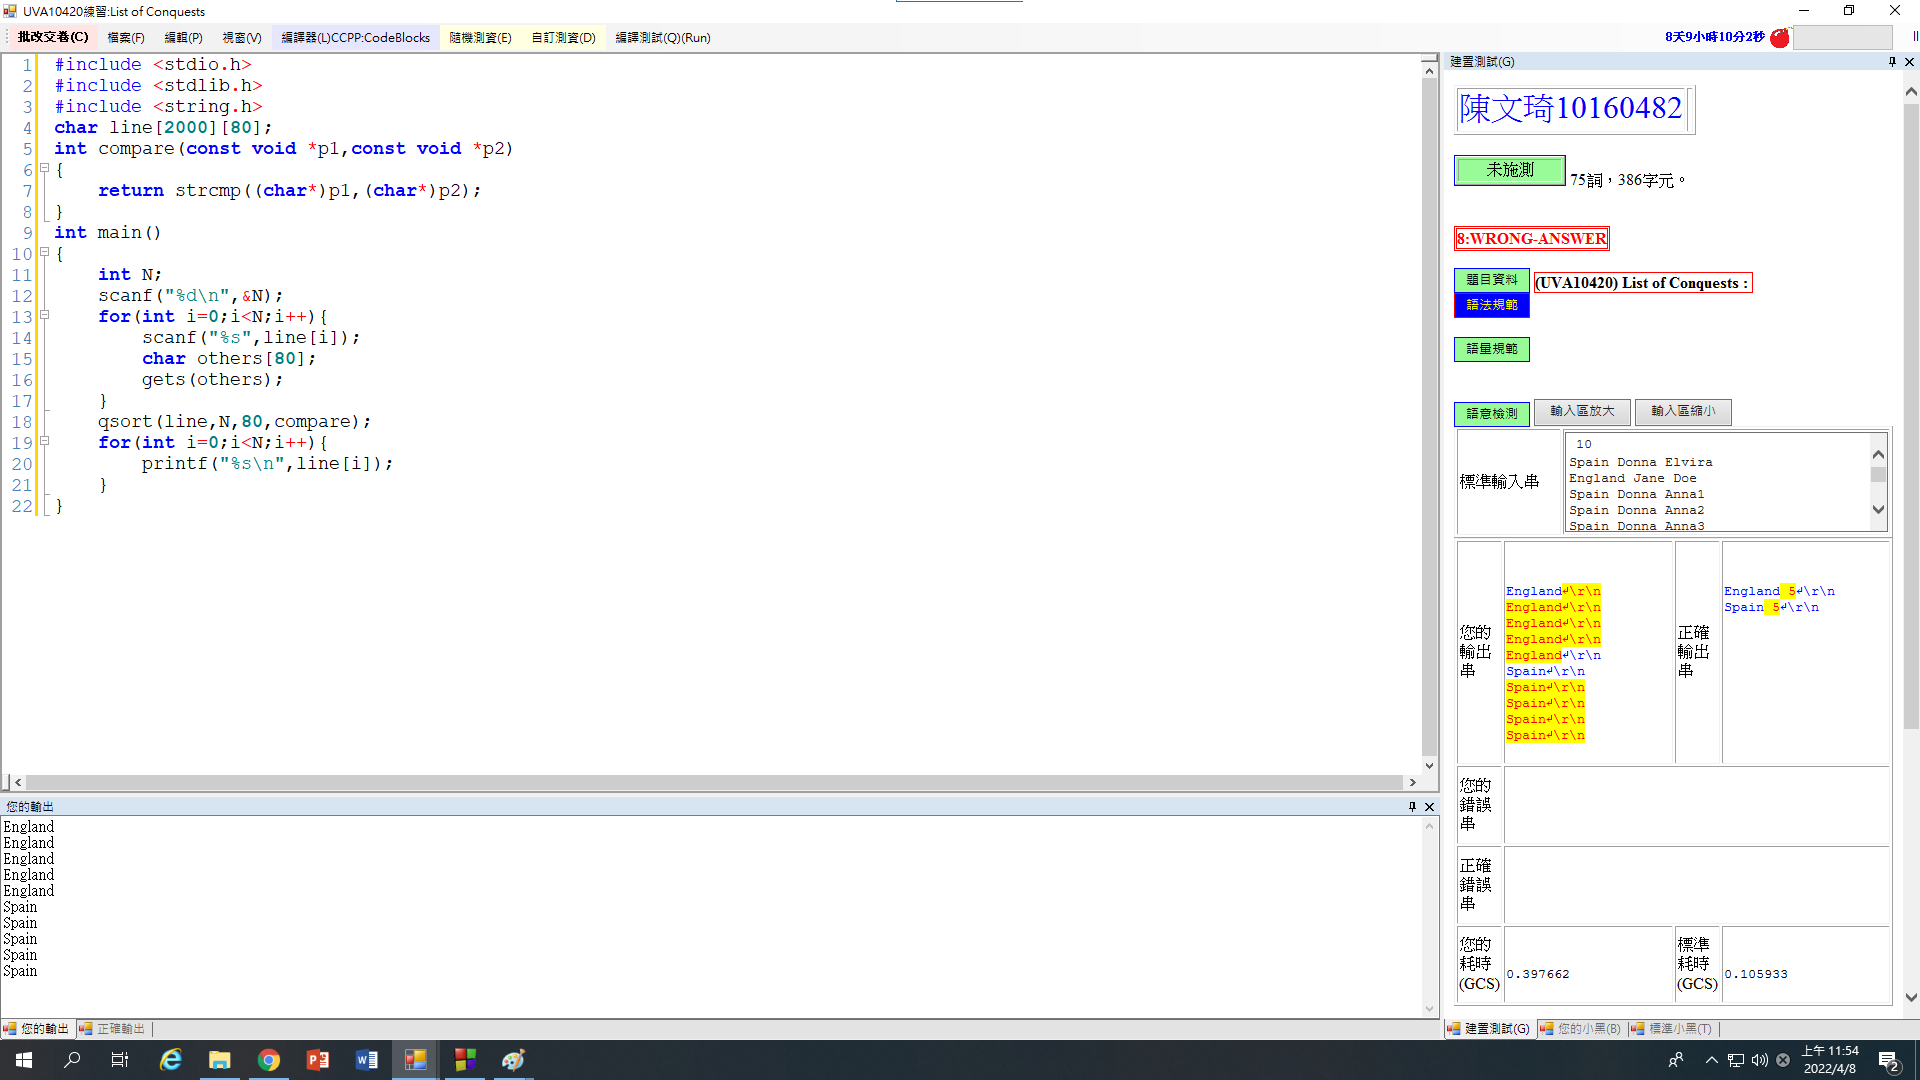 UVA10420練習:List of Conquests
批改交卷(C) 檔案(F) 編輯(P) 視窗(V) 編譯器(L)CCPP:CodeBlocks 隨機測資(E) 自訂測資(D) 編譯測試(Q)(Run) 8天9小時10分2秒
1 #include <stdio.h>
2 #include <stdlib.h>
3 #include <string.h>
4 char line[2000][80];
5 int compare(const void *p1,const void *p2)
6 {
7 return strcmp((char*)p1,(char*)p2);
8 }
9 int main()
10 {
11 int N;
12 scanf("%d\n",&N);
13 for(int i=0;i<N;i++){
14 scanf("%s",line[i]);
15 char others[80];
16 gets(others);
17 }
18 qsort(line,N,80,compare);
19 for(int i=0;i<N;i++){
20 printf("%s\n",line[i]);
21 }
22 }
您的輸出
England
England
England
England
England
Spain
Spain
Spain
Spain
Spain
您的輸出 正確輸出
建置測試(G)
陳文琦10160482
未施測 75詞，386字元。
8:WRONG-ANSWER
題目資料 (UVA10420) List of Conquests :
語法規範
語量規範
語意檢測 輸入區放大 輸入區縮小
標準輸入串
10
Spain Donna Elvira
England Jane Doe
Spain Donna Anna1
Spain Donna Anna2
Spain Donna Anna3
您的輸出串
England↵\r\n
England↵\r\n
England↵\r\n
England↵\r\n
England↵\r\n
Spain↵\r\n
Spain↵\r\n
Spain↵\r\n
Spain↵\r\n
Spain↵\r\n
正確輸出串
England 5↵\r\n
Spain 5↵\r\n
您的錯誤串
正確錯誤串
您的耗時(GCS) 0.397662 標準耗時(GCS) 0.105933
建置測試(G) 您的小黑(B) 標準小黑(T)
上午 11:54
2022/4/8
2